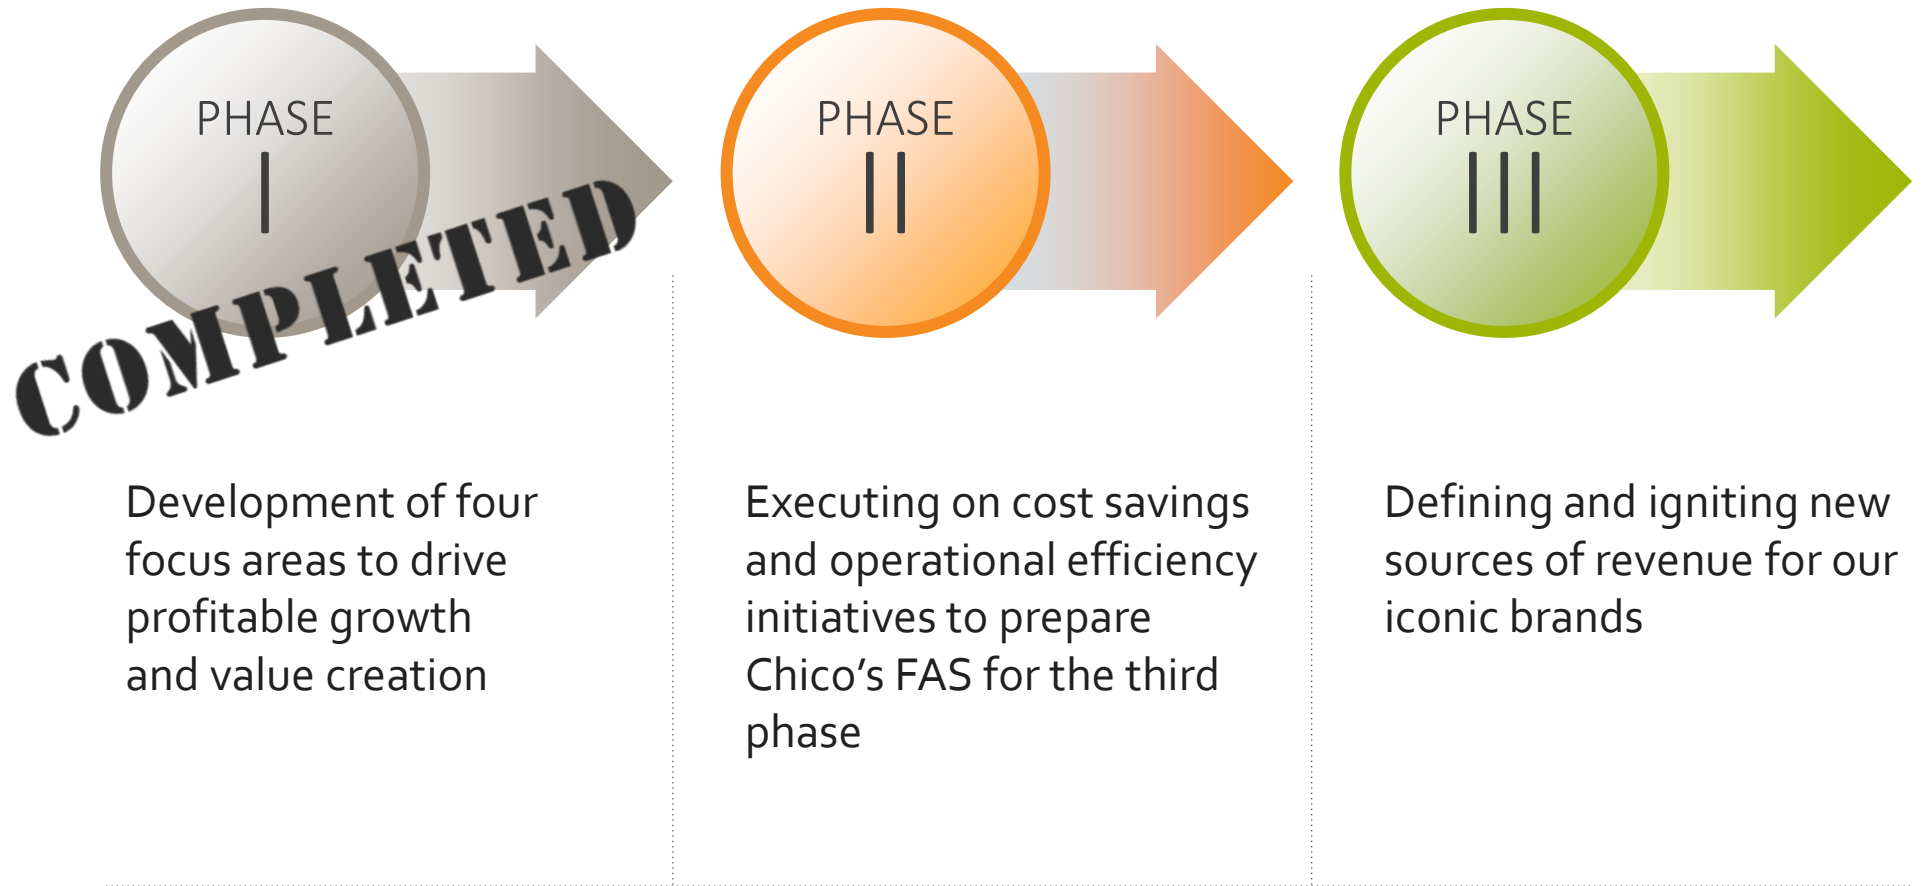 PHASE
I
COMPLETED
Development of four
focus areas to drive
profitable growth
and value creation
PHASE
II
Executing on cost savings
and operational efficiency
initiatives to prepare
Chico’s FAS for the third
phase
PHASE
III
Defining and igniting new
sources of revenue for our
iconic brands